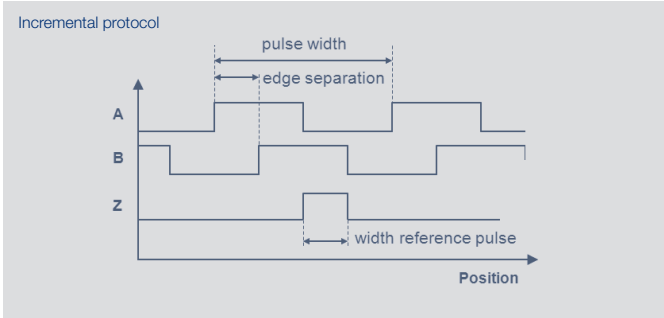 Incremental protocol
pulse width
edge separation
A
B
Z
width reference pulse
Position